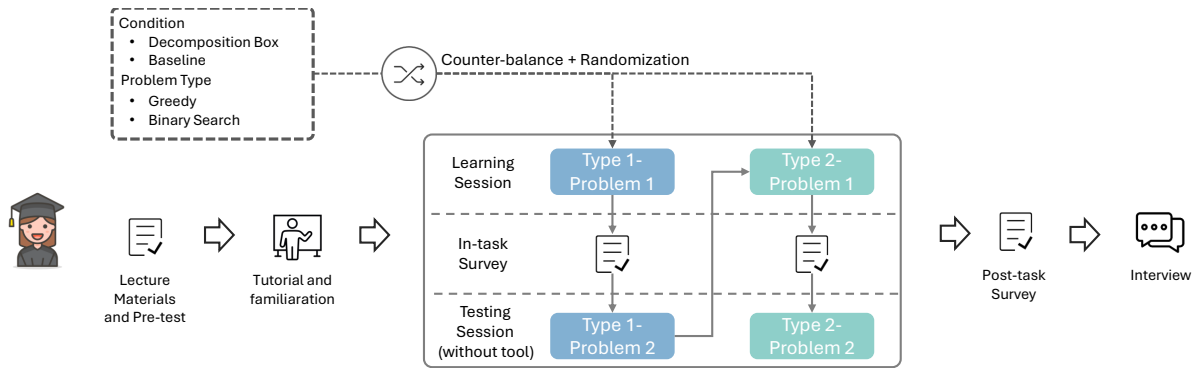 Condition
• Decomposition Box
• Baseline
Problem Type
• Greedy
• Binary Search
Counter-balance + Randomization
Learning
Session
Type 1-
Problem 1
Type 2-
Problem 1
In-task
Survey
Testing
Session
(without tool)
Type 1-
Problem 2
Type 2-
Problem 2
Lecture
Materials
and Pre-test
Tutorial and
familiaration
Post-task
Survey
Interview